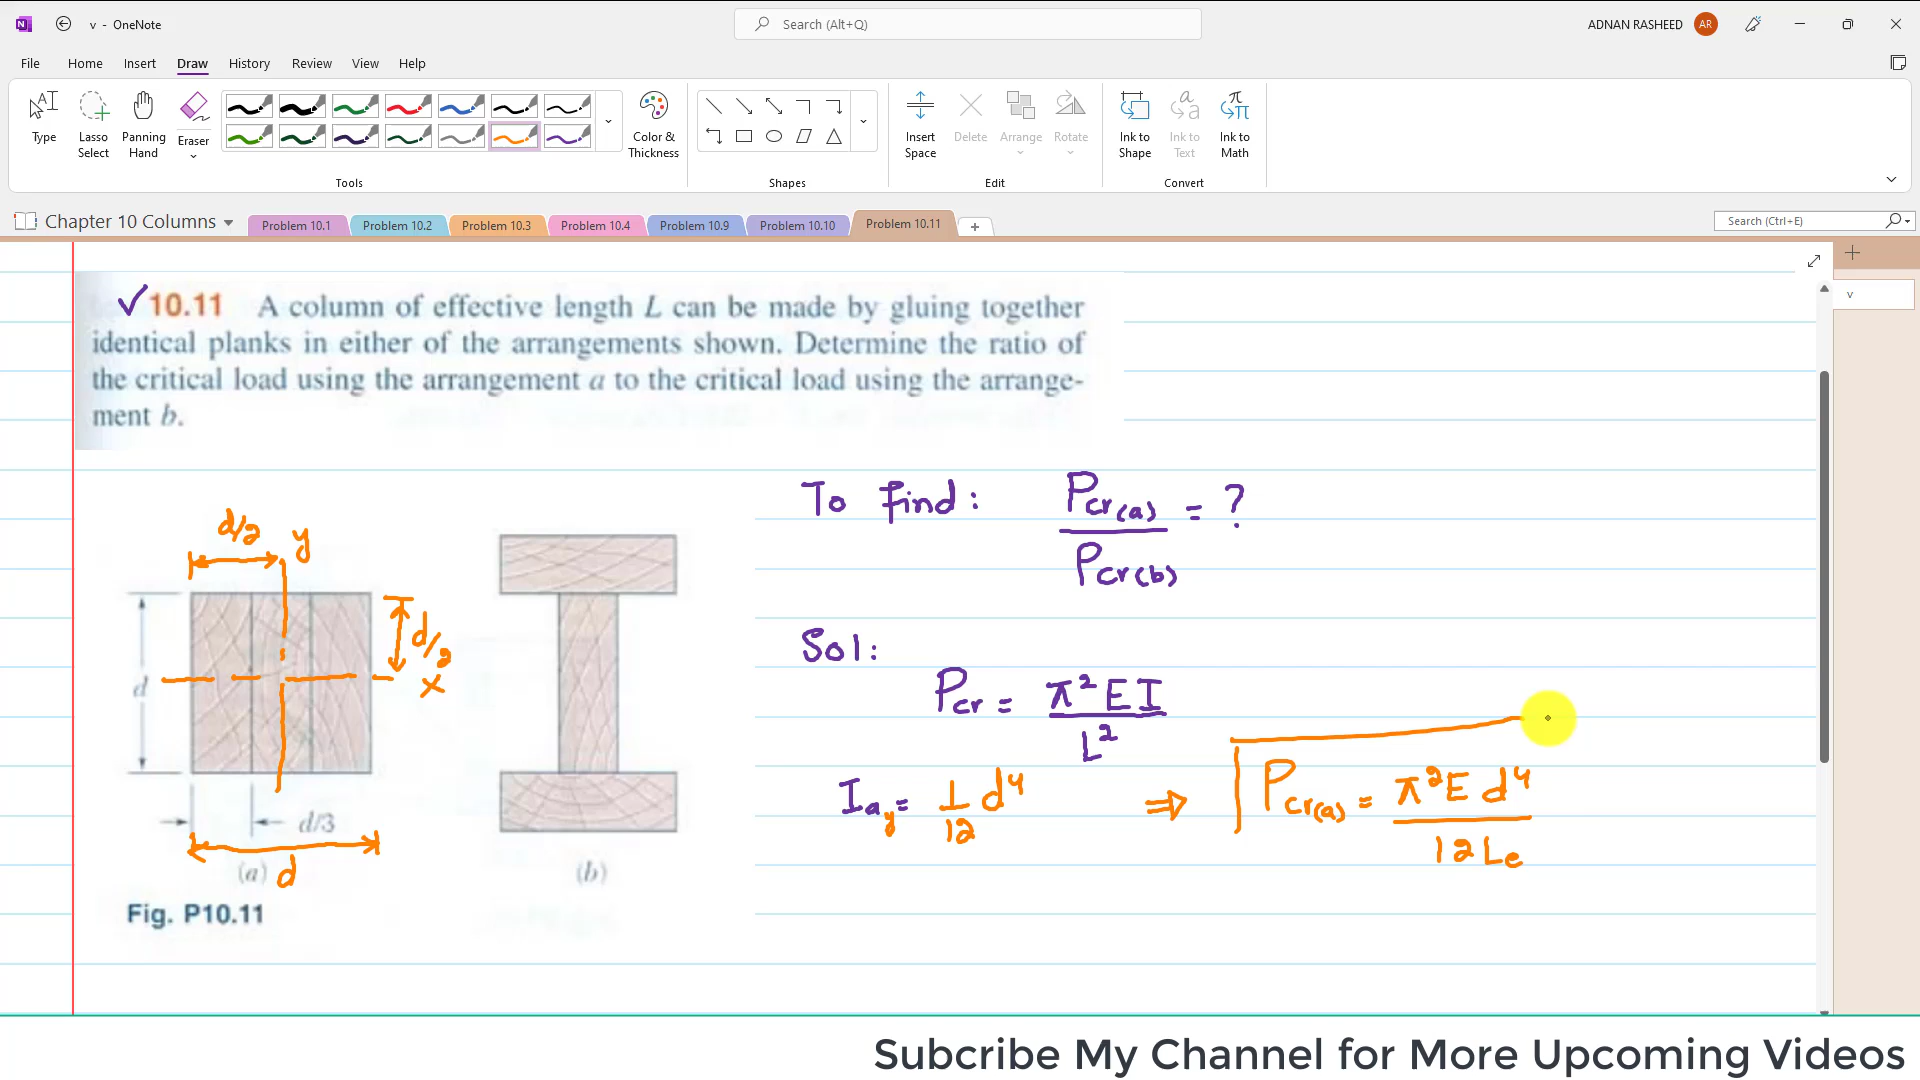 v - OneNote
Search (Alt+Q)
ADNAN RASHEED AR
File Home Insert Draw History Review View Help
Type
Lasso Select
Panning Hand
Eraser
Color & Thickness
Insert Space
Delete
Arrange
Rotate
Ink to Shape
Ink to Text
Ink to Math
Tools Shapes Edit Convert
Chapter 10 Columns
Problem 10.1 Problem 10.2 Problem 10.3 Problem 10.4 Problem 10.9 Problem 10.10 Problem 10.11
Search (Ctrl+E)
v
✓10.11 A column of effective length L can be made by gluing together
identical planks in either of the arrangements shown. Determine the ratio of
the critical load using the arrangement a to the critical load using the arrange-
ment b.
To Find: Pcr(a) / Pcr(b) = ?
Sol:
Pcr = π² E I / L²
Iay = 1/12 d⁴ ⇒ Pcr(a) = π² E d⁴ / 12 Le
d/2 y
d/2
x
d
d/3
d
(a) (b)
Fig. P10.11
Subcribe My Channel for More Upcoming Videos